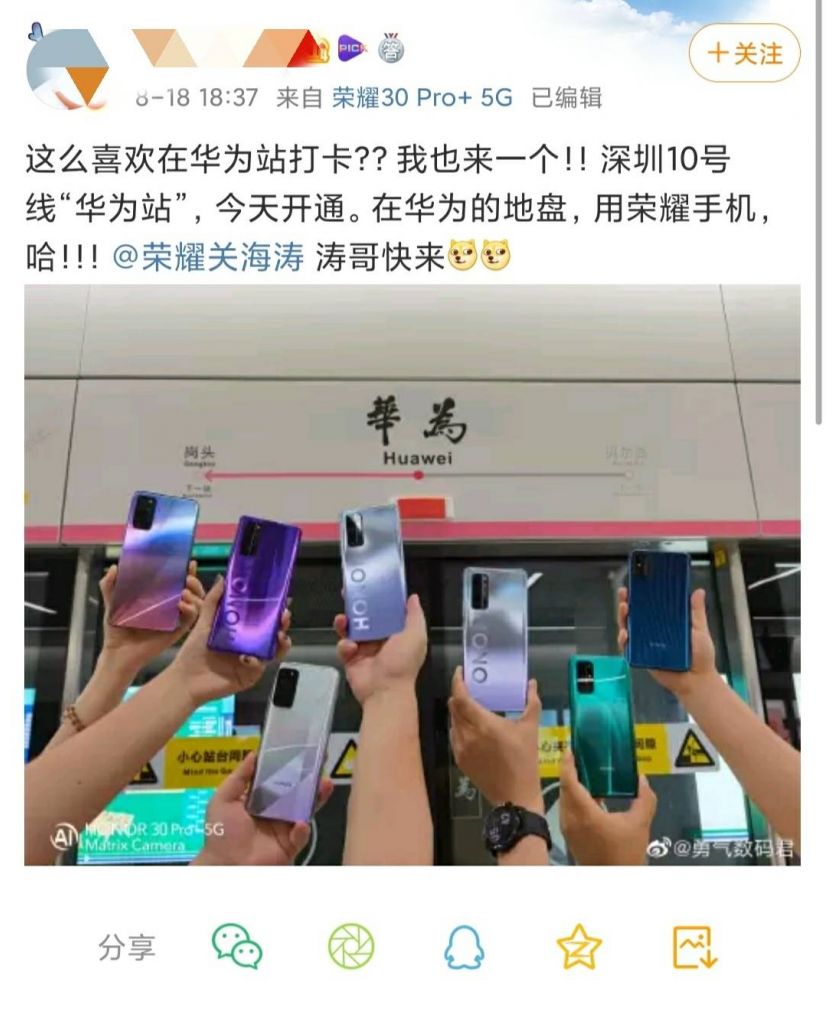 PICK 答
+关注
8-18 18:37 来自 荣耀30 Pro+ 5G 已编辑
这么喜欢在华为站打卡?? 我也来一个!! 深圳10号
线“华为站”, 今天开通。在华为的地盘, 用荣耀手机,
哈!!! @荣耀关海涛 涛哥快来
華為
Huawei
岗头
Gangtou
下一站
贝尔路
HONOR
HONOR
HONOR
小心站台间隙
Mind the Gap
AI HONOR 30 Pro+ 5G
Matrix Camera
@勇气数码君
分享